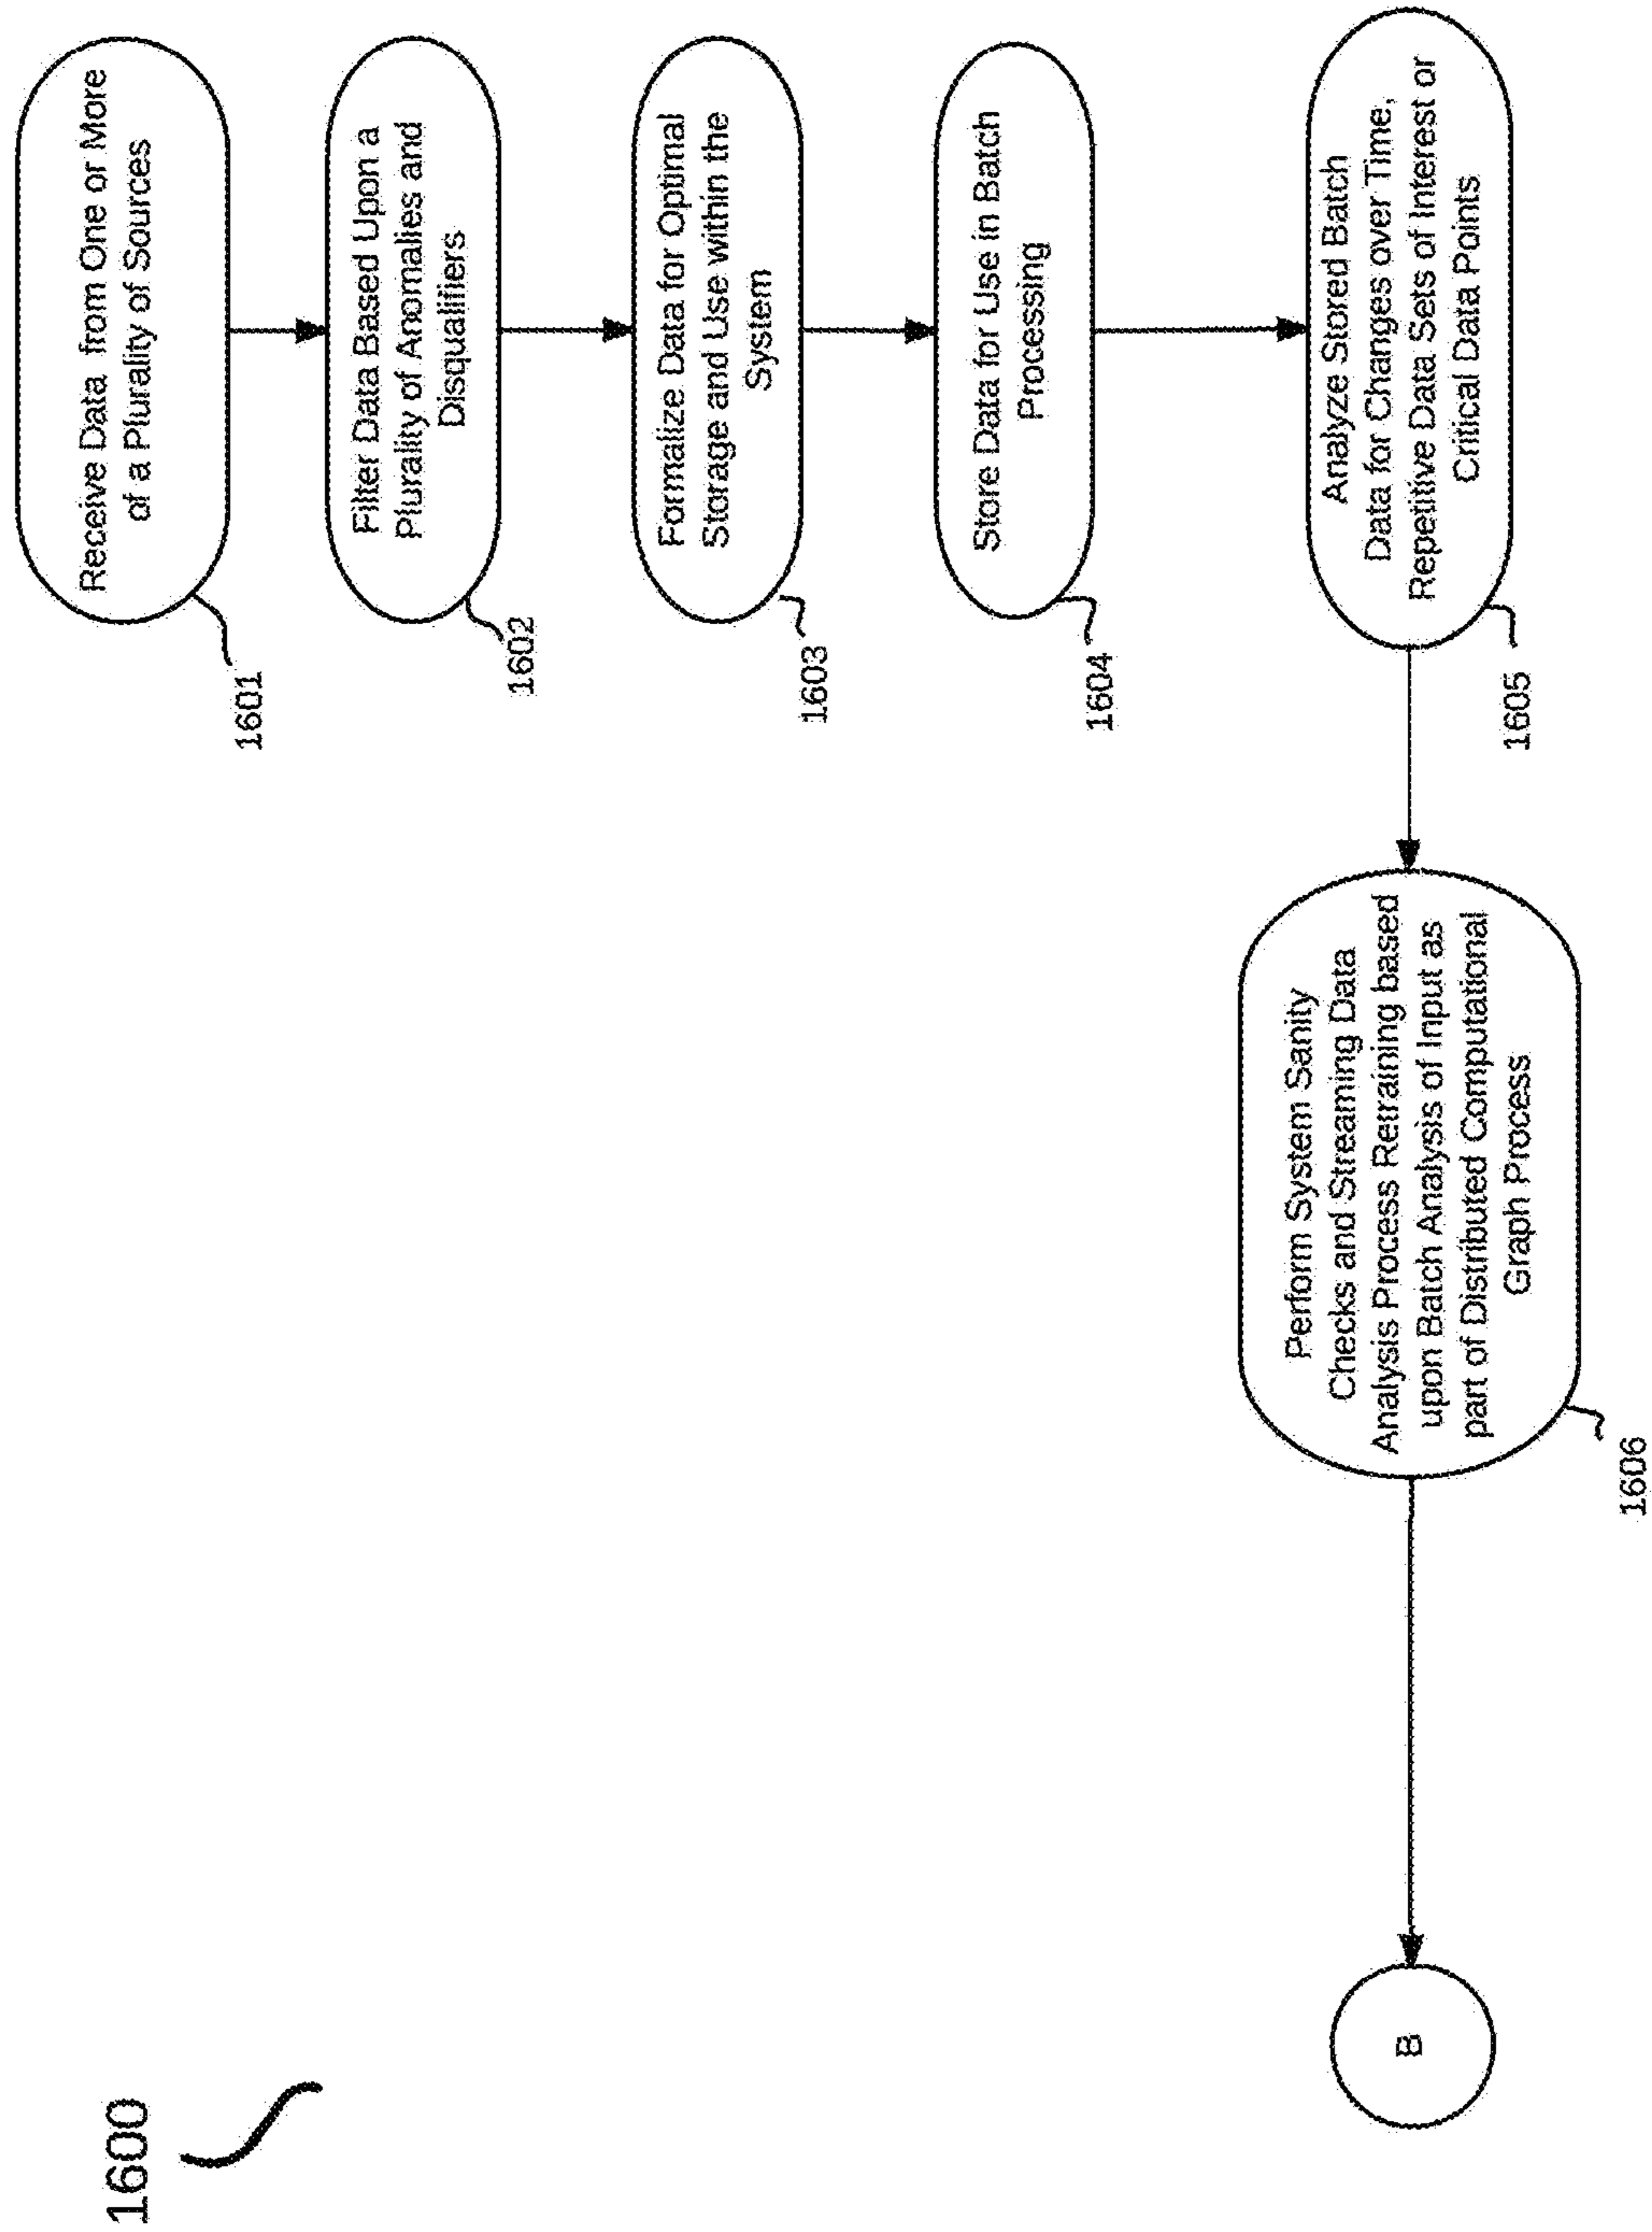 1600
Receive Data from One or More
of a Plurality of Sources
1601
Filter Data Based Upon a
Plurality of Anomalies and
Disqualifiers
1602
Formalize Data for Optimal
Storage and Use within the
System
1603
Store Data for Use in Batch
Processing
1604
Analyze Stored Batch
Data for Changes over Time,
Repetitive Data Sets of Interest or
Critical Data Points
1605
Perform System Sanity
Checks and Streaming Data
Analysis Process Retraining based
upon Batch Analysis of Input as
part of Distributed Computational
Graph Process
1606
B